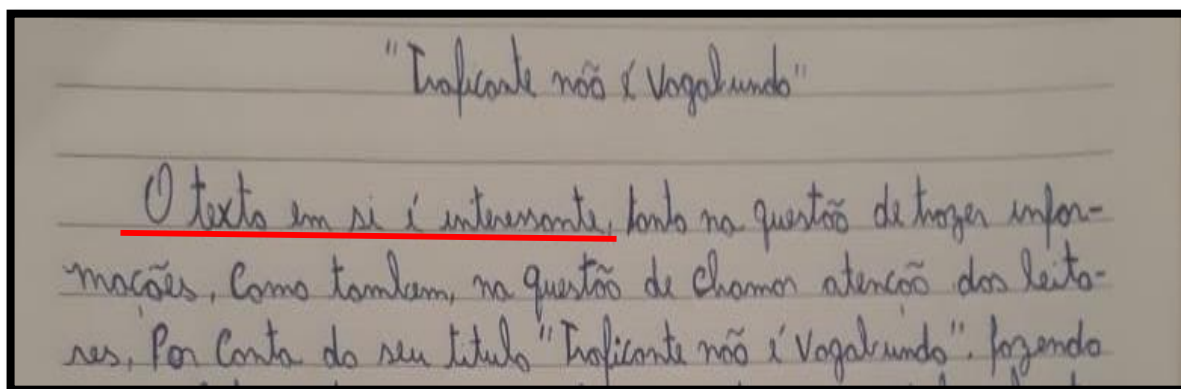 "Traficante não é Vagabundo"
O texto em si é interessante, tanto na questão de trazer infor-
mações, Como tambem, na questão de Chamar atenção dos leito-
res, Por Conta do seu titulo "Traficante não é Vagabundo". fazendo